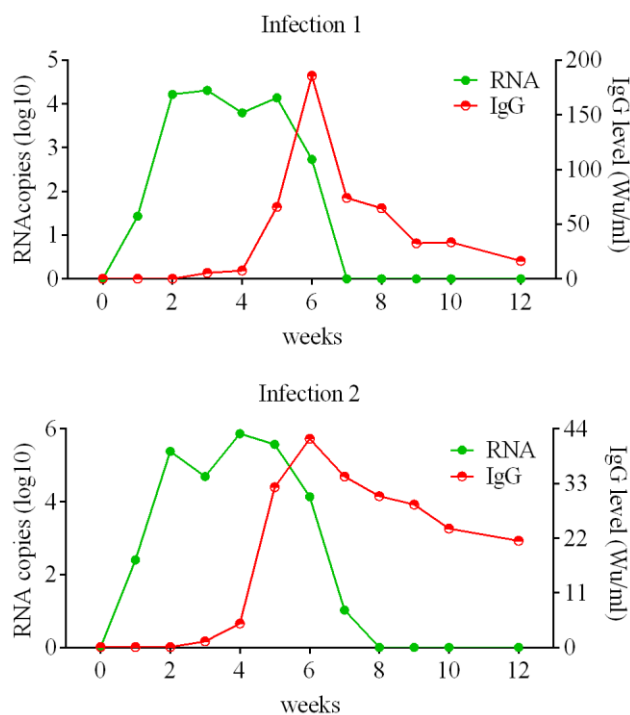 Infection 1
RNAcopies (log10)
5
4
3
2
1
0
RNA
IgG
200
150
100
50
0
IgG level (Wu/ml)
0 2 4 6 8 10 12
weeks
Infection 2
RNA copies (log10)
6
4
2
0
RNA
IgG
44
33
22
11
0
IgG level (Wu/ml)
0 2 4 6 8 10 12
weeks